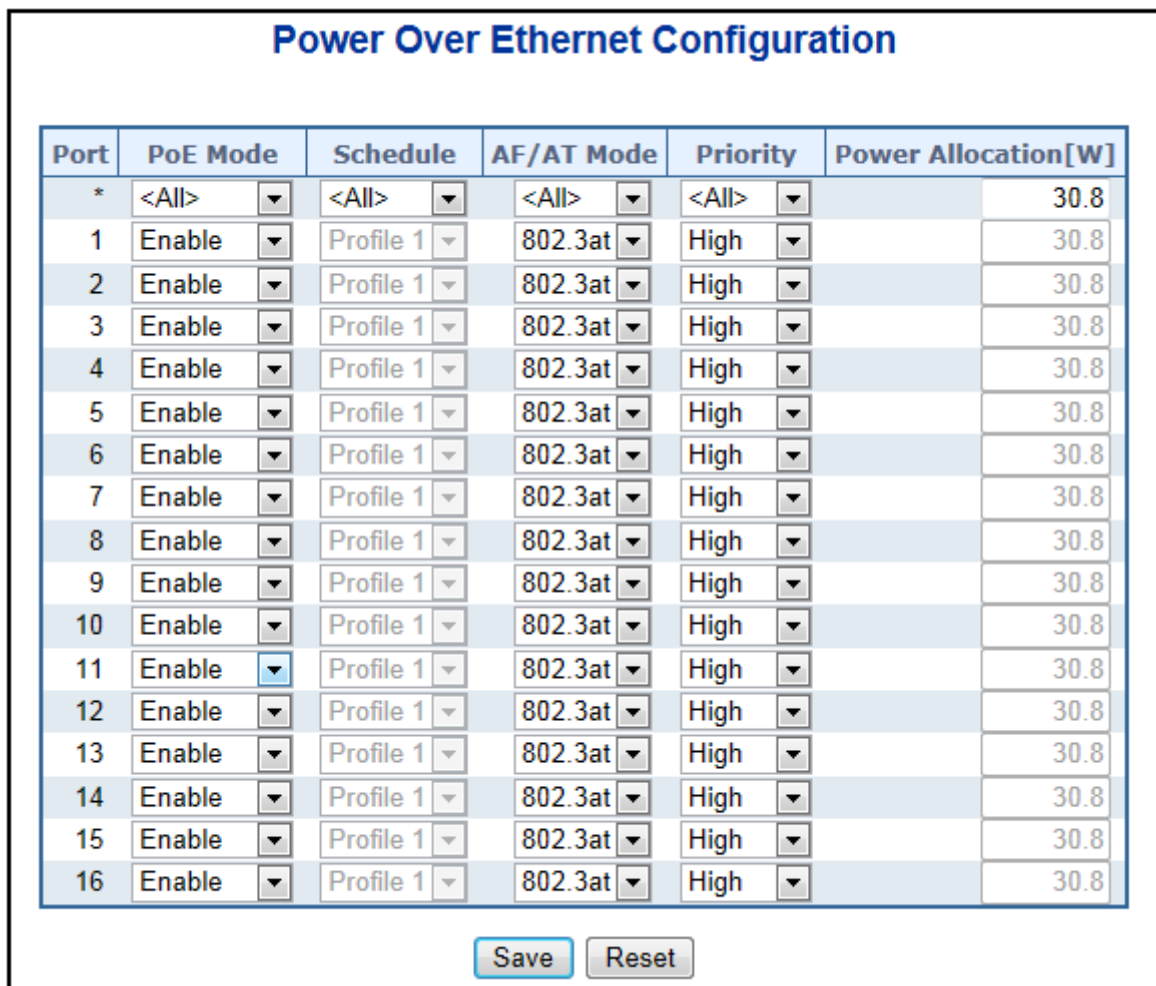 Power Over Ethernet Configuration
Port PoE Mode Schedule AF/AT Mode Priority Power Allocation[W]
* <All> <All> <All> <All> 30.8
1 Enable Profile 1 802.3at High 30.8
2 Enable Profile 1 802.3at High 30.8
3 Enable Profile 1 802.3at High 30.8
4 Enable Profile 1 802.3at High 30.8
5 Enable Profile 1 802.3at High 30.8
6 Enable Profile 1 802.3at High 30.8
7 Enable Profile 1 802.3at High 30.8
8 Enable Profile 1 802.3at High 30.8
9 Enable Profile 1 802.3at High 30.8
10 Enable Profile 1 802.3at High 30.8
11 Enable Profile 1 802.3at High 30.8
12 Enable Profile 1 802.3at High 30.8
13 Enable Profile 1 802.3at High 30.8
14 Enable Profile 1 802.3at High 30.8
15 Enable Profile 1 802.3at High 30.8
16 Enable Profile 1 802.3at High 30.8
Save Reset